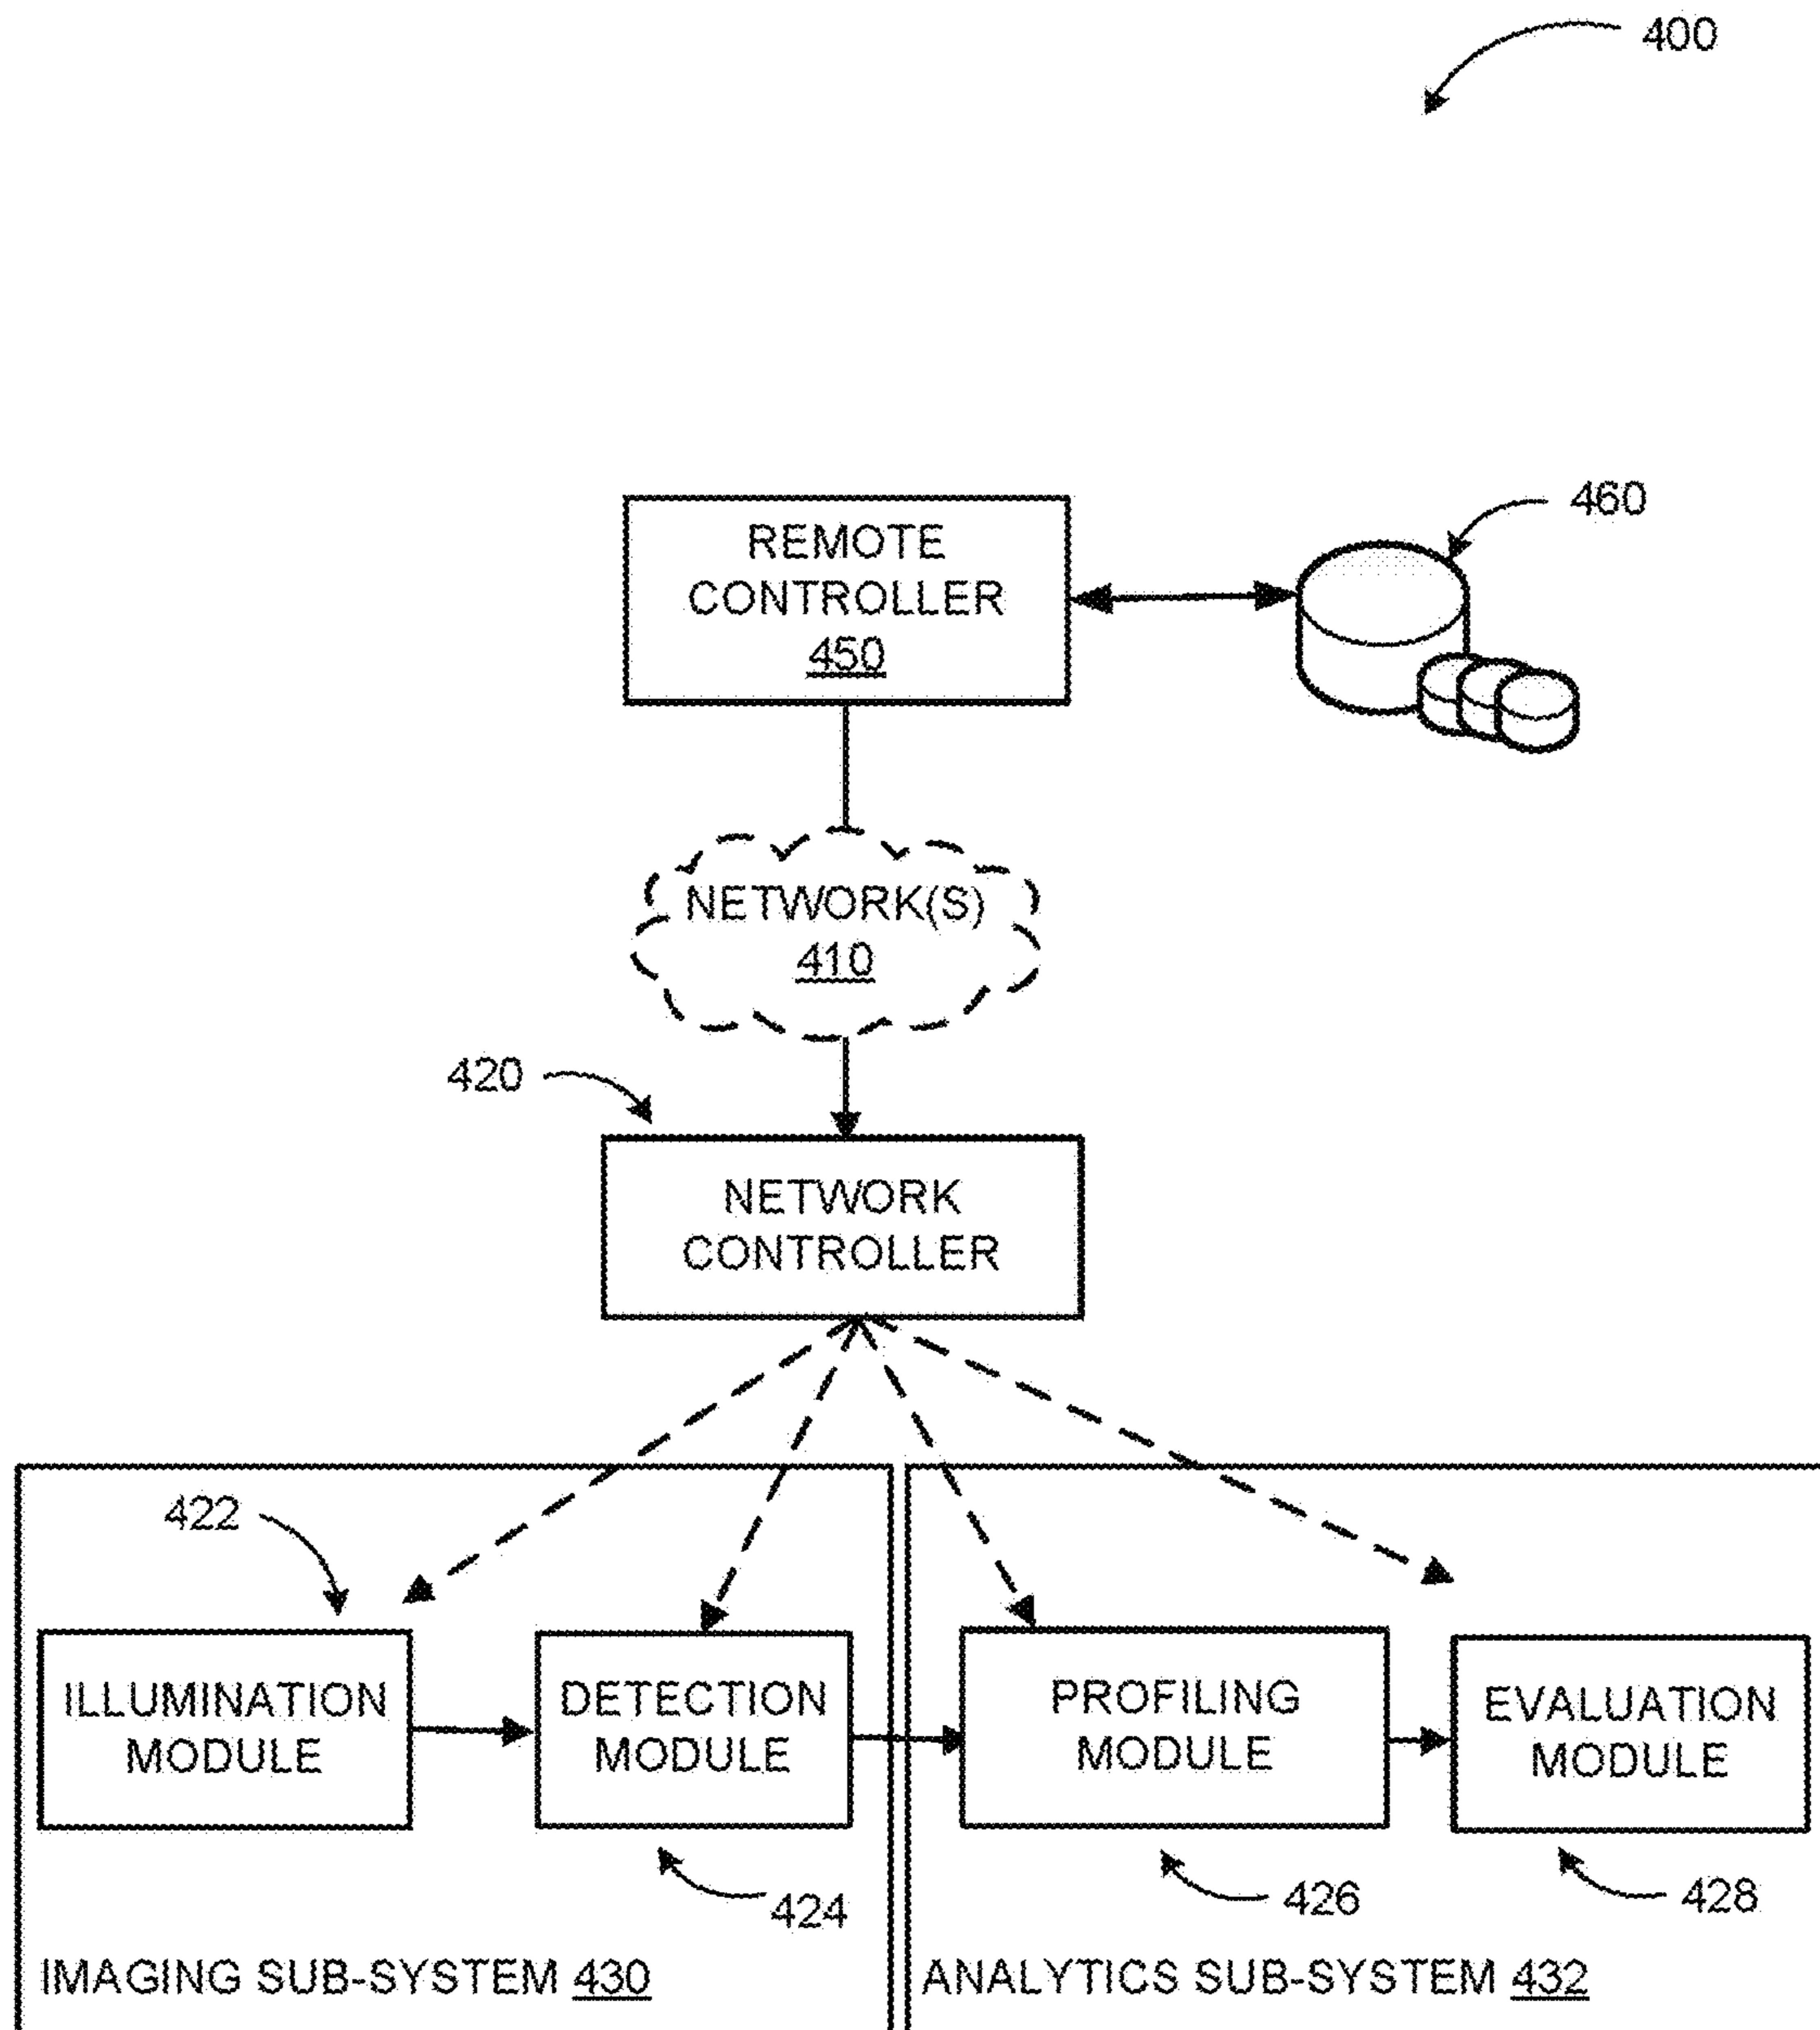 400
460
REMOTE
CONTROLLER
450
NETWORK(S)
410
420
NETWORK
CONTROLLER
422
ILLUMINATION
MODULE
DETECTION
MODULE
PROFILING
MODULE
EVALUATION
MODULE
424
426
428
IMAGING SUB-SYSTEM 430
ANALYTICS SUB-SYSTEM 432